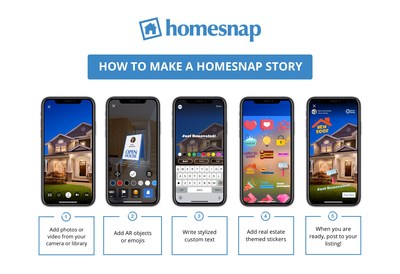 homesnap
HOW TO MAKE A HOMESNAP STORY
OPEN
HOUSE
Just Renovated!
NEW
ROOF
1
Add photos or
video from your
camera or library
2
Add AR objects
or emojis
3
Write stylized
custom text
4
Add real estate
themed stickers
5
When you are
ready, post to your
listing!